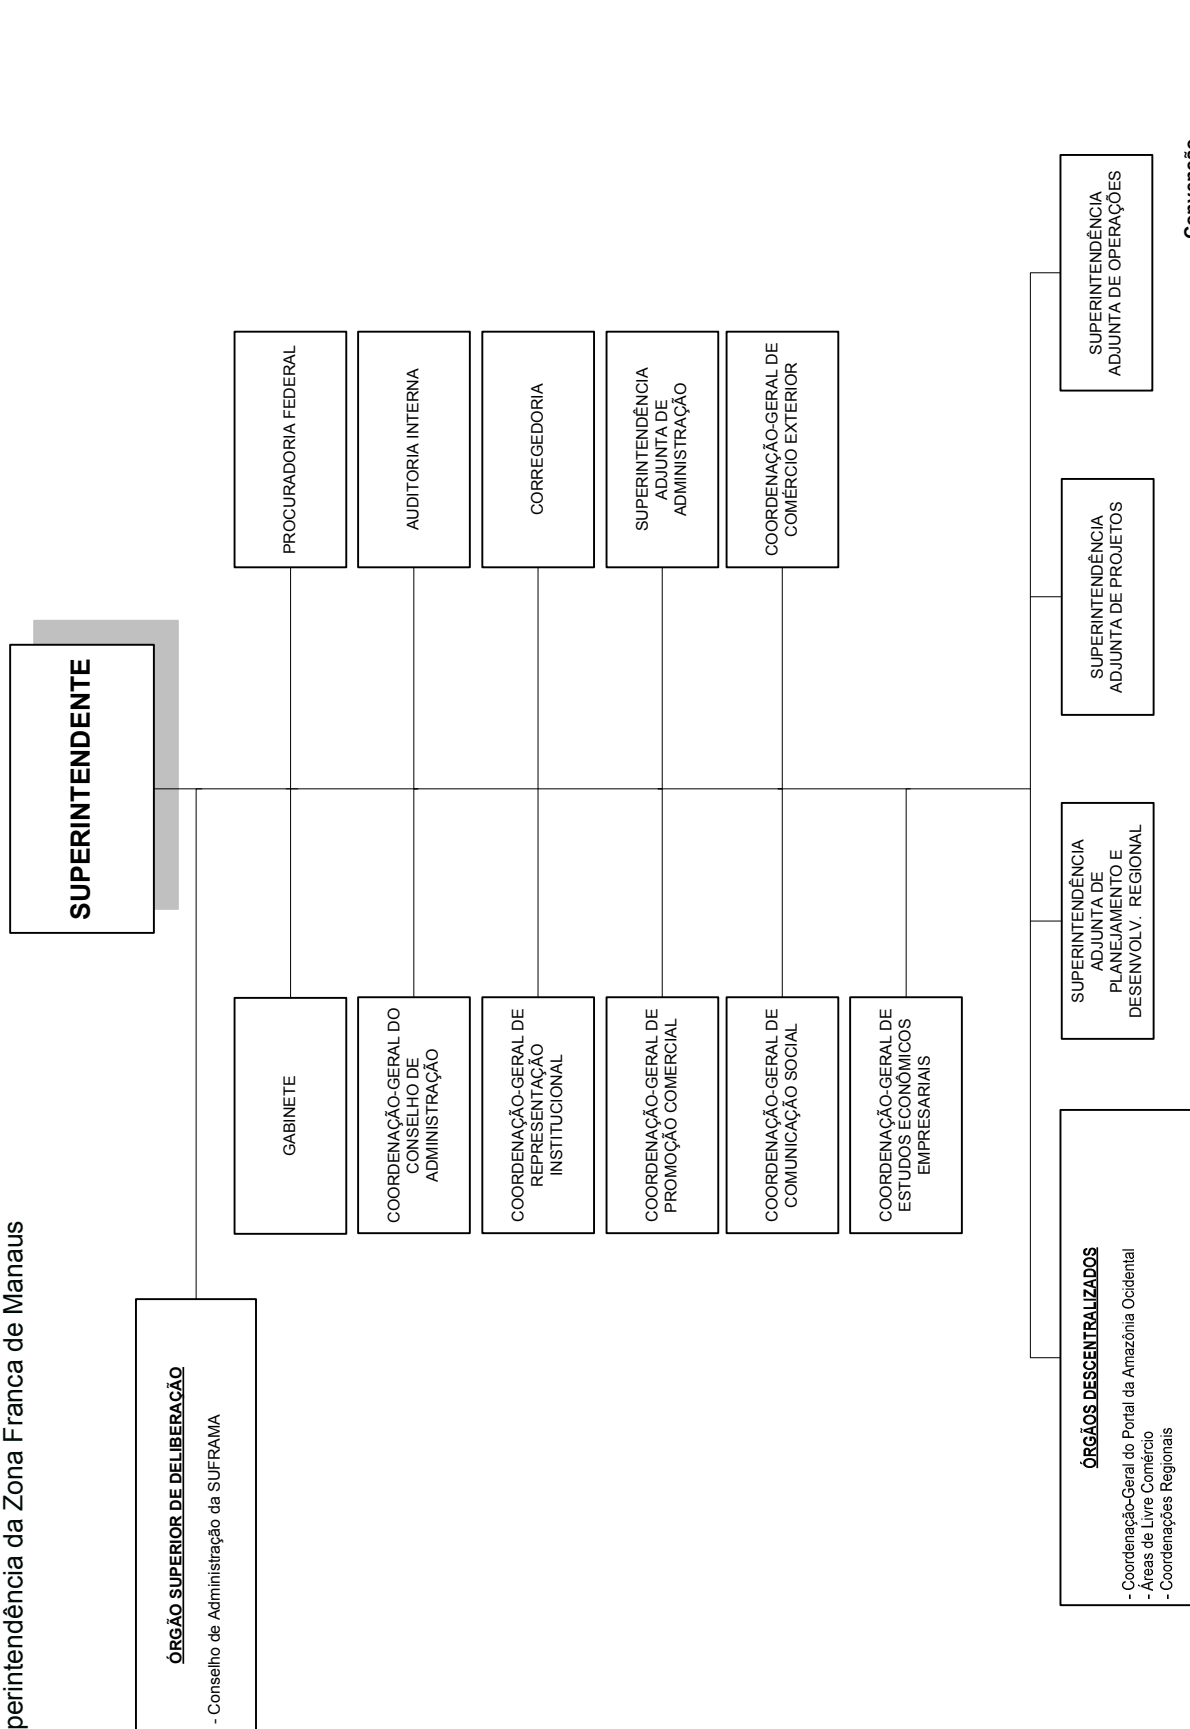 perintendência da Zona Franca de Manaus
SUPERINTENDENTE
ÓRGÃO SUPERIOR DE DELIBERAÇÃO
- Conselho de Administração da SUFRAMA
GABINETE
PROCURADORIA FEDERAL
COORDENAÇÃO-GERAL DO
CONSELHO DE
ADMINISTRAÇÃO
AUDITORIA INTERNA
COORDENAÇÃO-GERAL DE
REPRESENTAÇÃO
INSTITUCIONAL
CORREGEDORIA
COORDENAÇÃO-GERAL DE
PROMOÇÃO COMERCIAL
SUPERINTENDÊNCIA
ADJUNTA DE
ADMINISTRAÇÃO
COORDENAÇÃO-GERAL DE
COMUNICAÇÃO SOCIAL
COORDENAÇÃO-GERAL DE
COMÉRCIO EXTERIOR
COORDENAÇÃO-GERAL DE
ESTUDOS ECONÔMICOS
EMPRESARIAIS
ÓRGÃOS DESCENTRALIZADOS
- Coordenação-Geral do Portal da Amazônia Ocidental
- Áreas de Livre Comércio
- Coordenações Regionais
SUPERINTENDÊNCIA
ADJUNTA DE
PLANEJAMENTO E
DESENVOLV. REGIONAL
SUPERINTENDÊNCIA
ADJUNTA DE PROJETOS
SUPERINTENDÊNCIA
ADJUNTA DE OPERAÇÕES
Convenção